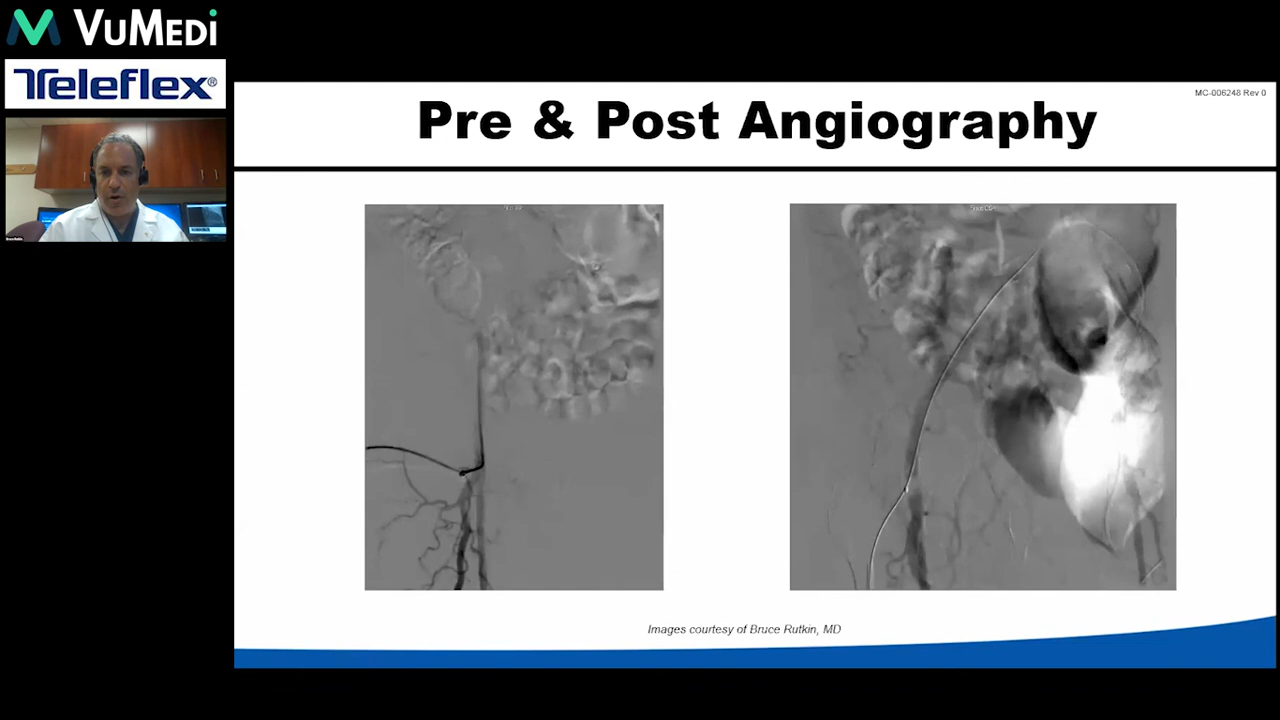 VuMedi
Teleflex®
MC-006248 Rev 0
Pre & Post Angiography
Images courtesy of Bruce Rutkin, MD